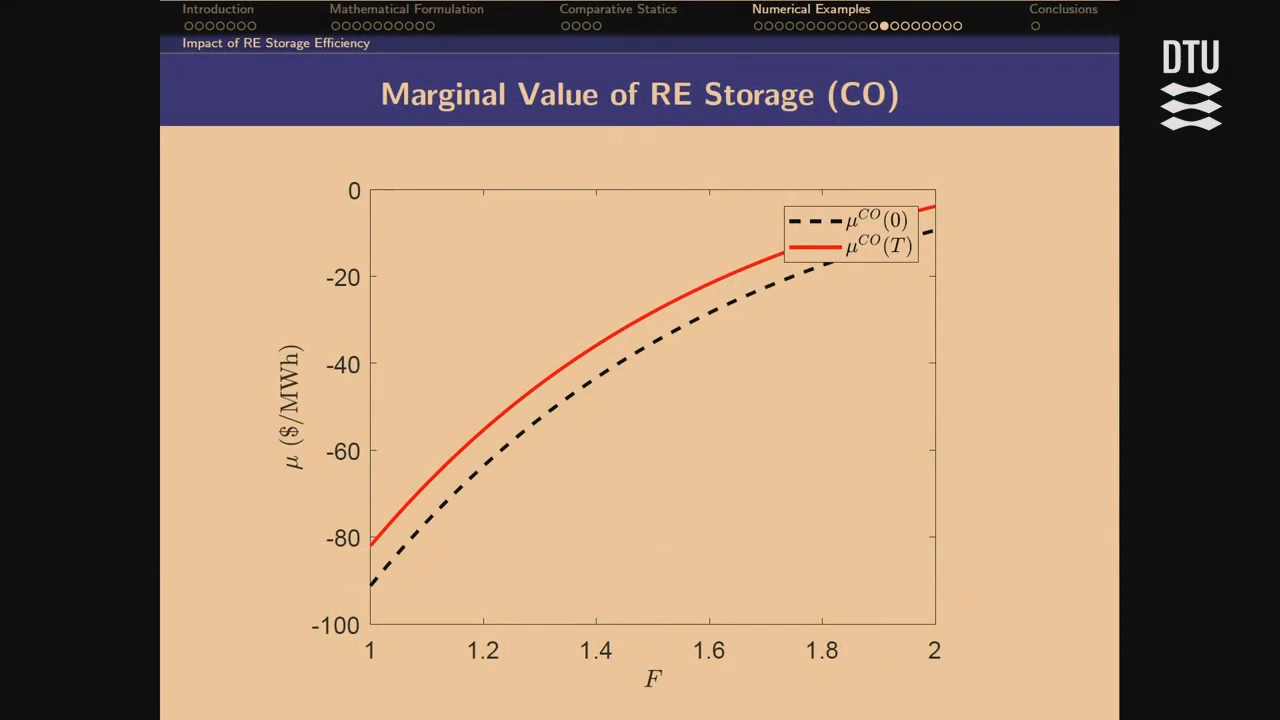 Introduction Mathematical Formulation Comparative Statics Numerical Examples Conclusions
Impact of RE Storage Efficiency
DTU
Marginal Value of RE Storage (CO)
μ^{CO}(0)
μ^{CO}(T)
0
-20
-40
-60
-80
-100
μ ($/MWh)
1 1.2 1.4 1.6 1.8 2
F